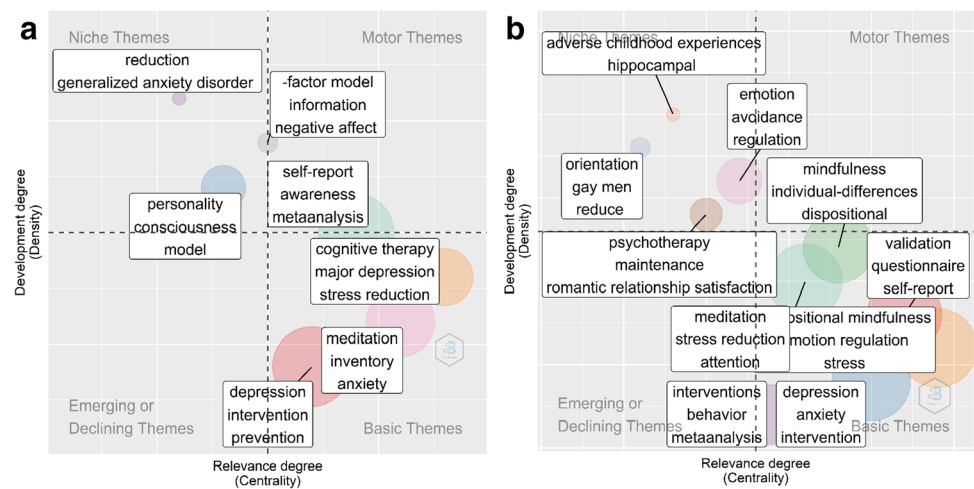 a
Niche Themes
Motor Themes
reduction
generalized anxiety disorder
-factor model
information
negative affect
self-report
awareness
metaanalysis
personality
consciousness
model
cognitive therapy
major depression
stress reduction
meditation
inventory
anxiety
depression
intervention
prevention
Emerging or
Declining Themes
Basic Themes
Development degree
(Density)
Relevance degree
(Centrality)
b
Niche Themes
Motor Themes
adverse childhood experiences
hippocampal
emotion
avoidance
regulation
orientation
gay men
reduce
mindfulness
individual-differences
dispositional
psychotherapy
maintenance
romantic relationship satisfaction
validation
questionnaire
self-report
meditation
stress reduction
attention
ositional mindfulness
motion regulation
stress
interventions
behavior
metaanalysis
depression
anxiety
intervention
Emerging or
Declining Themes
Basic Themes
Development degree
(Density)
Relevance degree
(Centrality)